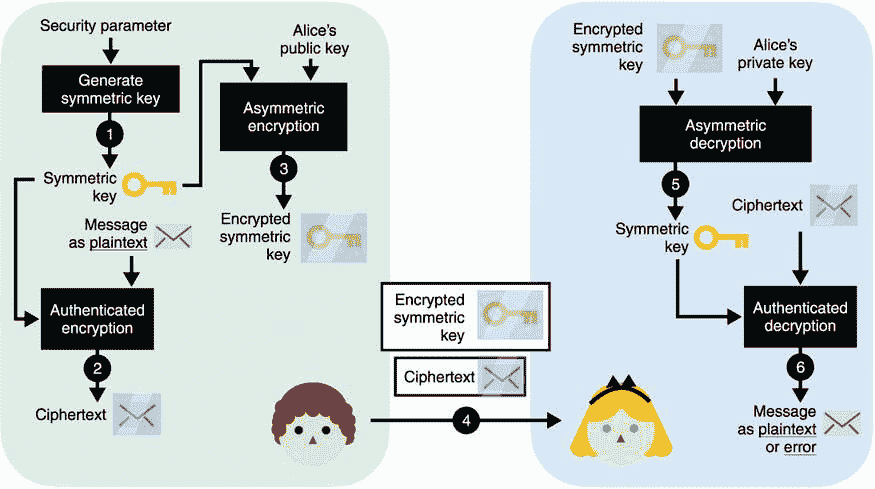 Security parameter
Generate
symmetric key
1
Symmetric
key
Alice's
public key
Asymmetric
encryption
3
Encrypted
symmetric
key
Message
as plaintext
Authenticated
encryption
2
Ciphertext
Encrypted
symmetric
key
Ciphertext
4
Encrypted
symmetric
key
Alice's
private key
Asymmetric
decryption
5
Symmetric
key
Ciphertext
Authenticated
decryption
6
Message
as plaintext
or error